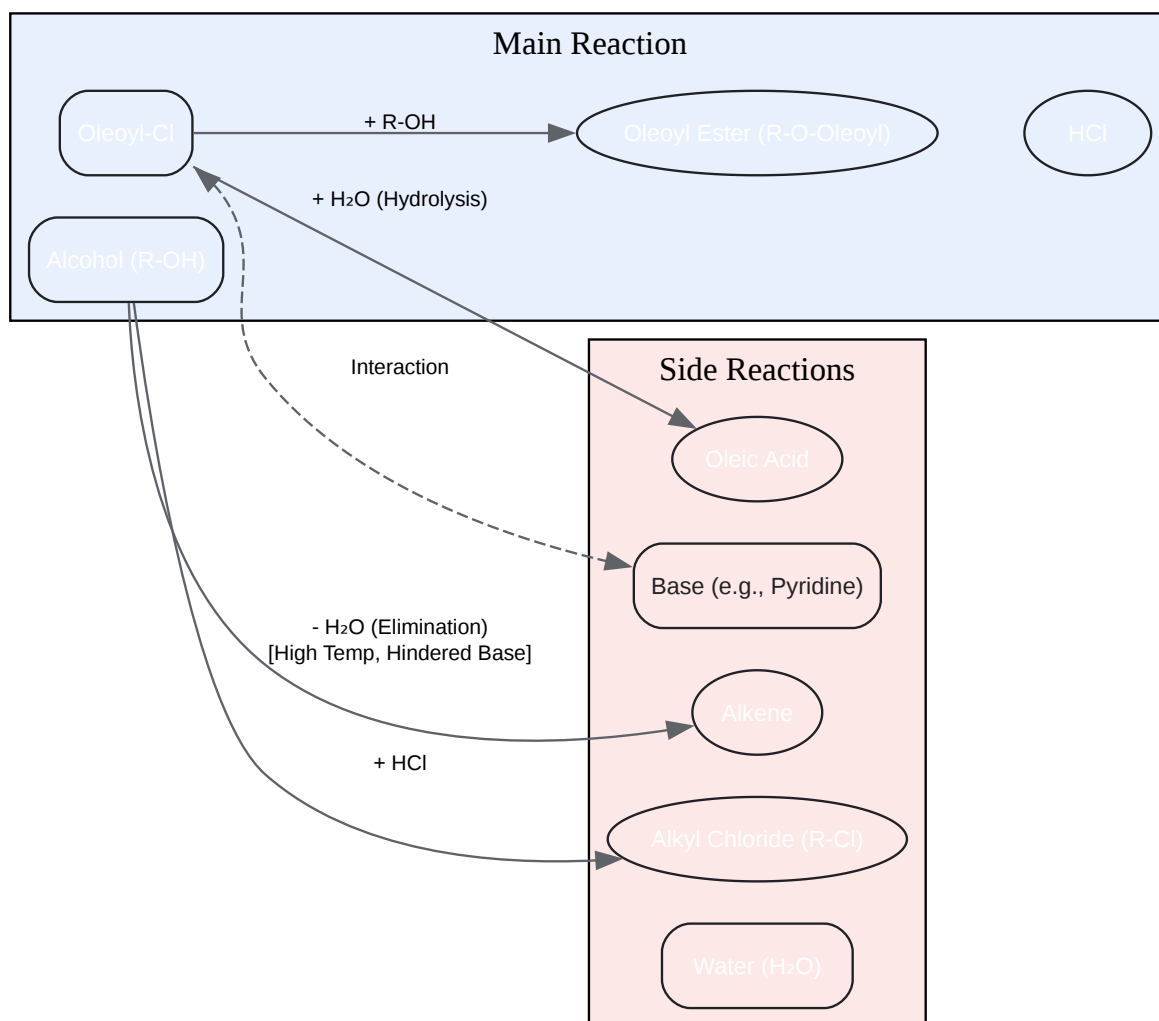 Main Reaction
Oleoyl-Cl
+ R-OH
Oleoyl Ester (R-O-Oleoyl)
HCl
+ H₂O (Hydrolysis)
Alcohol (R-OH)
Interaction
Side Reactions
Oleic Acid
Base (e.g., Pyridine)
- H₂O (Elimination)
[High Temp, Hindered Base]
Alkene
+ HCl
Alkyl Chloride (R-Cl)
Water (H₂O)